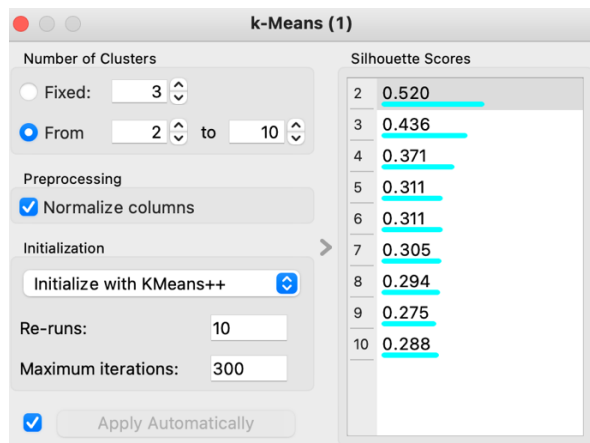 k-Means (1)
Number of Clusters
Fixed: 3
From 2 to 10
Preprocessing
Normalize columns
Initialization
Initialize with KMeans++
Re-runs: 10
Maximum iterations: 300
Apply Automatically
Silhouette Scores
2 0.520
3 0.436
4 0.371
5 0.311
6 0.311
7 0.305
8 0.294
9 0.275
10 0.288